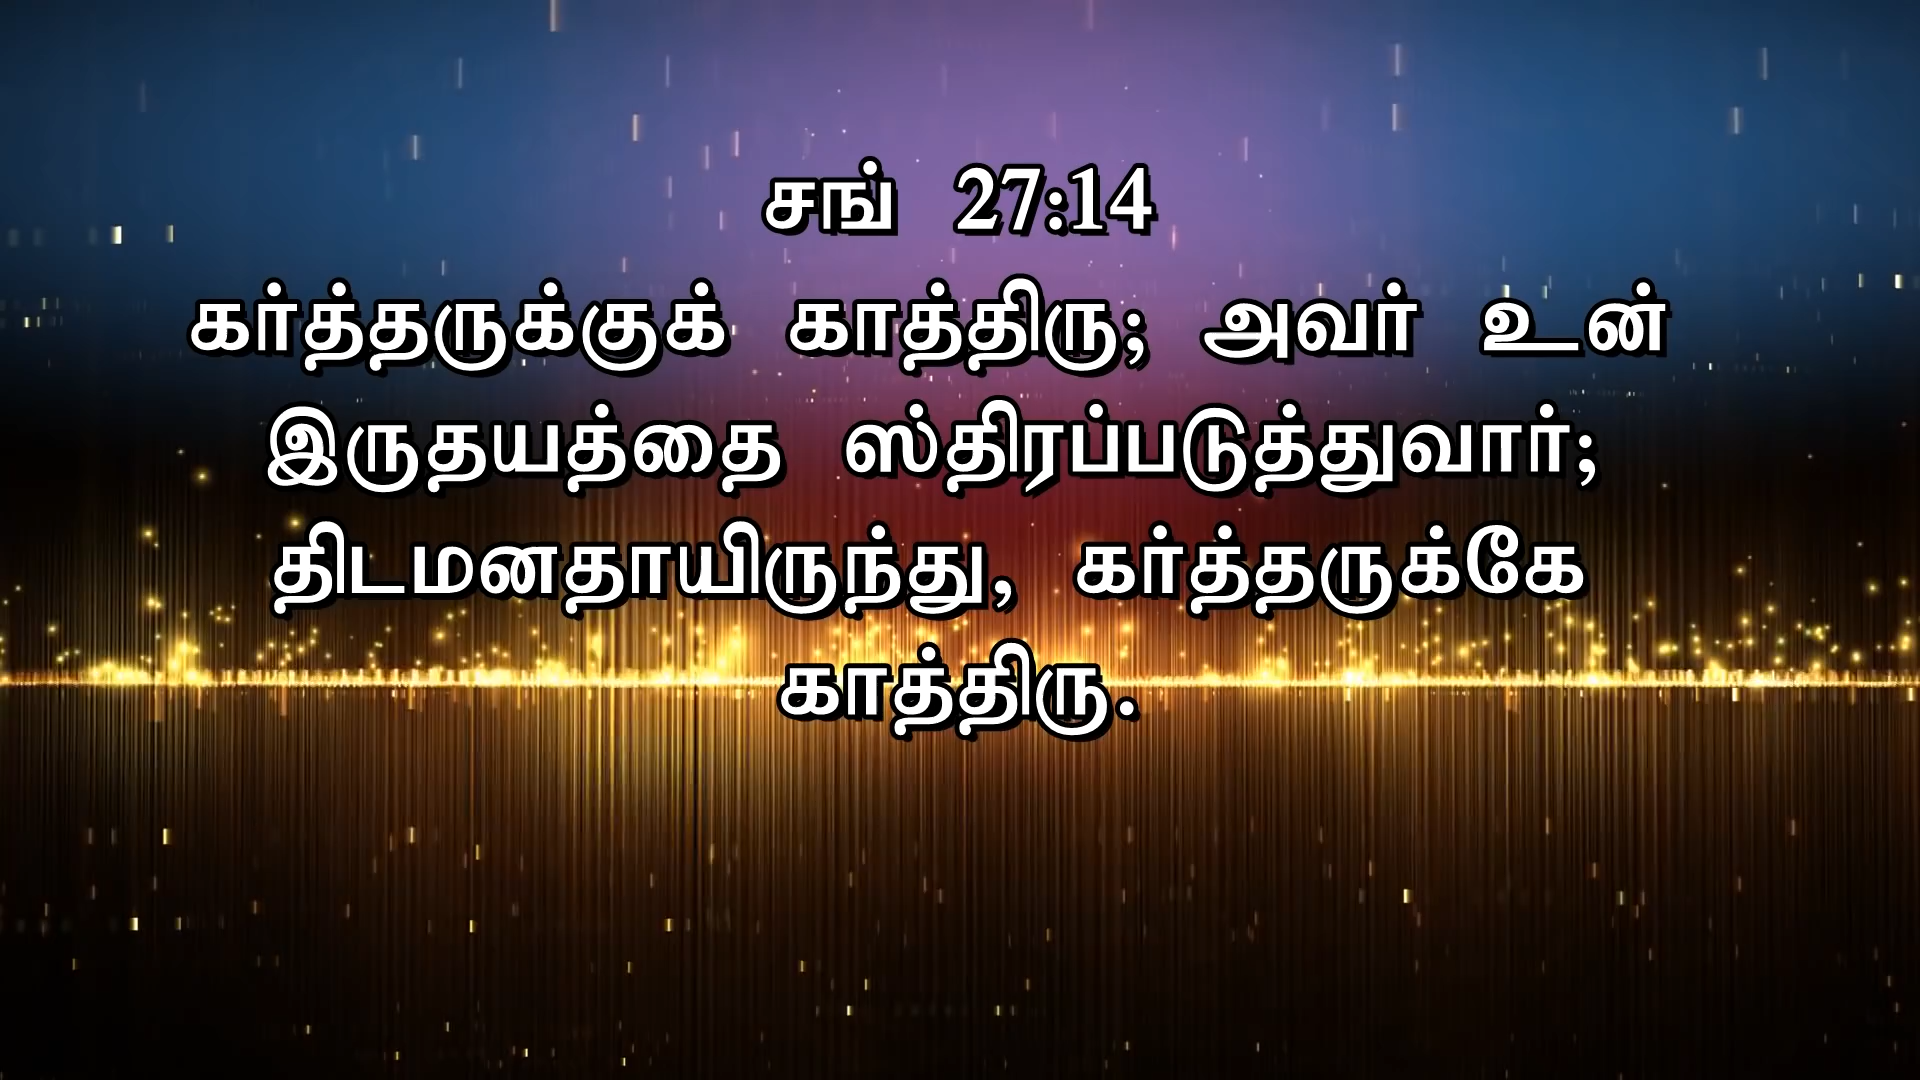 சங் 27:14
கர்த்தருக்குக் காத்திரு; அவர் உன்
இருதயத்தை ஸ்திரப்படுத்துவார்;
திடமனதாயிருந்து, கர்த்தருக்கே
காத்திரு.